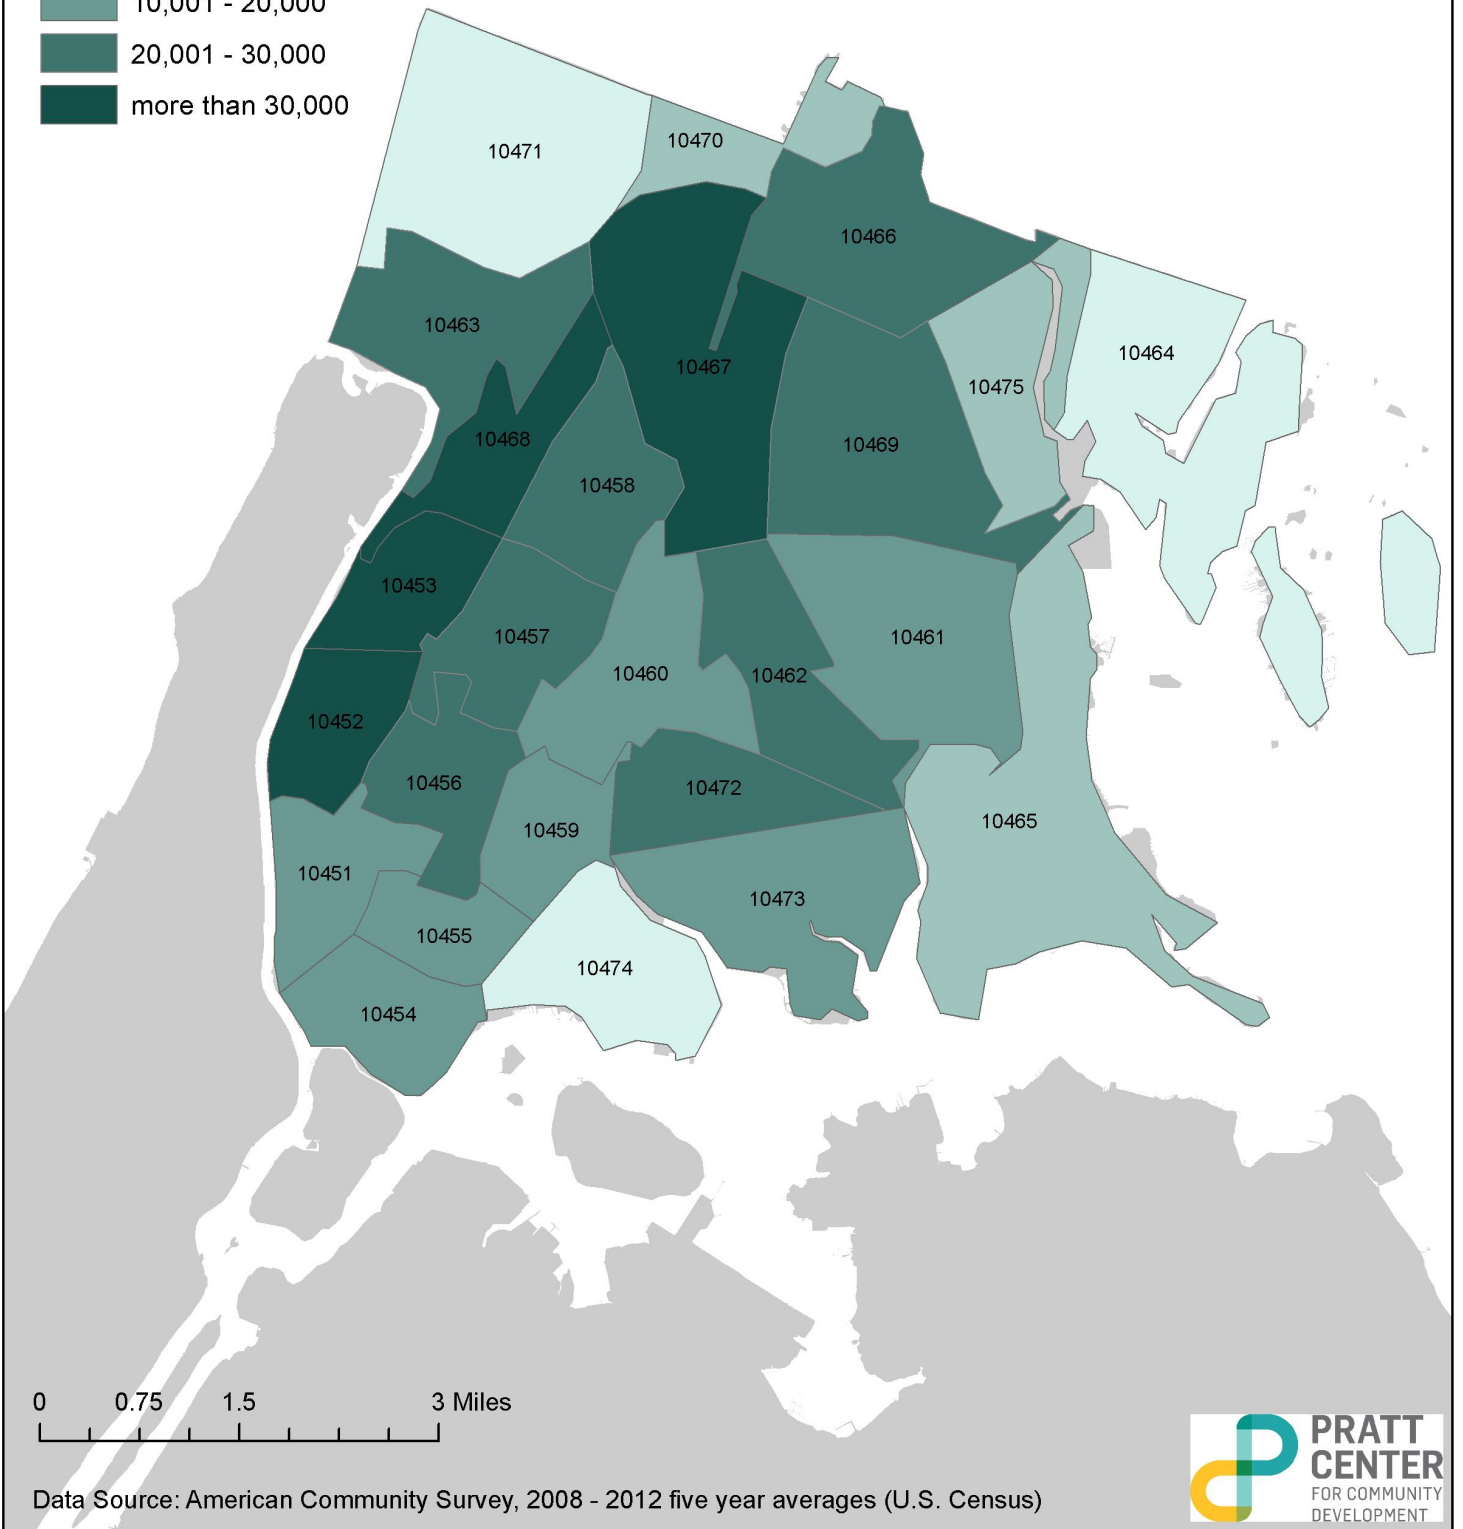 10,001 - 20,000
20,001 - 30,000
more than 30,000
10471
10470
10466
10463
10464
10467
10475
10468
10469
10458
10453
10457
10461
10460
10462
10452
10456
10472
10459
10465
10451
10473
10455
10474
10454
0 0.75 1.5 3 Miles
Data Source: American Community Survey, 2008 - 2012 five year averages (U.S. Census)
PRATT
CENTER
FOR COMMUNITY
DEVELOPMENT